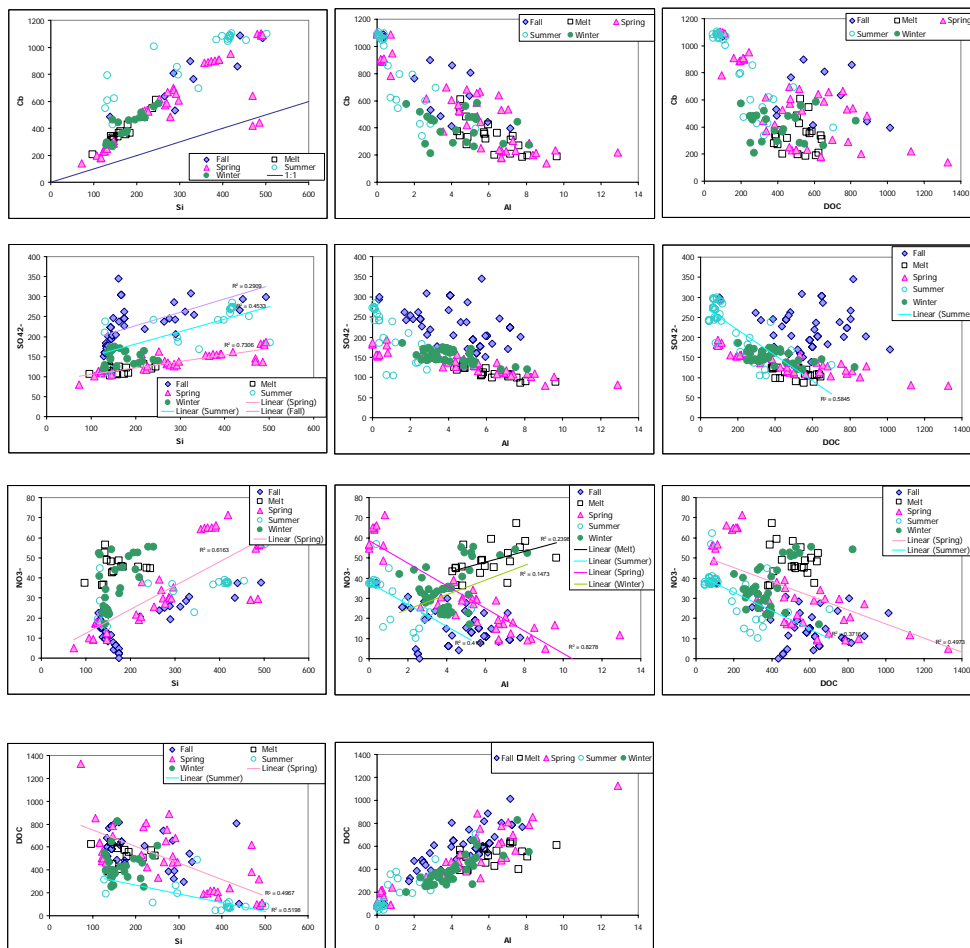 1200
1000
800
600
400
200
0
Cb
0 100 200 300 400 500 600
Si
Fall Melt
Spring Summer
Winter 1:1
1200
1000
800
600
400
200
0
Cb
0 2 4 6 8 10 12 14
Al
Fall Melt Spring
Summer Winter
1200
1000
800
600
400
200
0
Cb
0 200 400 600 800 1000 1200 1400
DOC
Fall Melt Spring
Summer Winter
400
350
300
250
200
150
100
50
0
SO42-
0 100 200 300 400 500 600
Si
R² = 0.2909
R² = 0.4533
R² = 0.7306
Fall Melt
Spring Summer
Winter Linear (Spring)
Linear (Summer) Linear (Fall)
400
350
300
250
200
150
100
50
0
SO42-
0 2 4 6 8 10 12 14
Al
Fall
Melt
Spring
Summer
Winter
400
350
300
250
200
150
100
50
0
SO42-
0 200 400 600 800 1000 1200 1400
DOC
Fall
Melt
Spring
Summer
Winter
Linear (Summer)
R² = 0.5845
80
70
60
50
40
30
20
10
0
NO3-
0 100 200 300 400 500 600
Si
Fall
Melt
Spring
Summer
Winter
Linear (Spring)
R² = 0.6163
80
70
60
50
40
30
20
10
0
NO3-
0 2 4 6 8 10 12 14
Al
Fall
Melt
Spring
Summer
Winter
Linear (Melt)
Linear (Summer)
Linear (Spring)
Linear (Winter)
R² = 0.2398
R² = 0.1473
R² = 0.8278
80
70
60
50
40
30
20
10
0
NO3-
0 200 400 600 800 1000 1200 1400
DOC
Fall
Melt
Spring
Summer
Winter
Linear (Spring)
Linear (Summer)
R² = 0.4973
1400
1200
1000
800
600
400
200
0
DOC
0 100 200 300 400 500 600
Si
Fall Melt
Spring Summer
Winter Linear (Spring)
Linear (Summer)
R² = 0.4967
R² = 0.5198
1400
1200
1000
800
600
400
200
0
DOC
0 2 4 6 8 10 12 14
Al
Fall Melt Spring Summer Winter